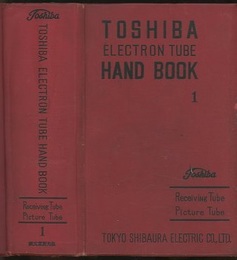 Toshiba
TOSHIBA ELECTRON TUBE HAND BOOK
Receiving Tube
Picture Tube
1
TOSHIBA
ELECTRON TUBE
HAND BOOK
1
Toshiba
Receiving Tube
Picture Tube
TOKYO SHIBAURA ELECTRIC CO.,LTD.